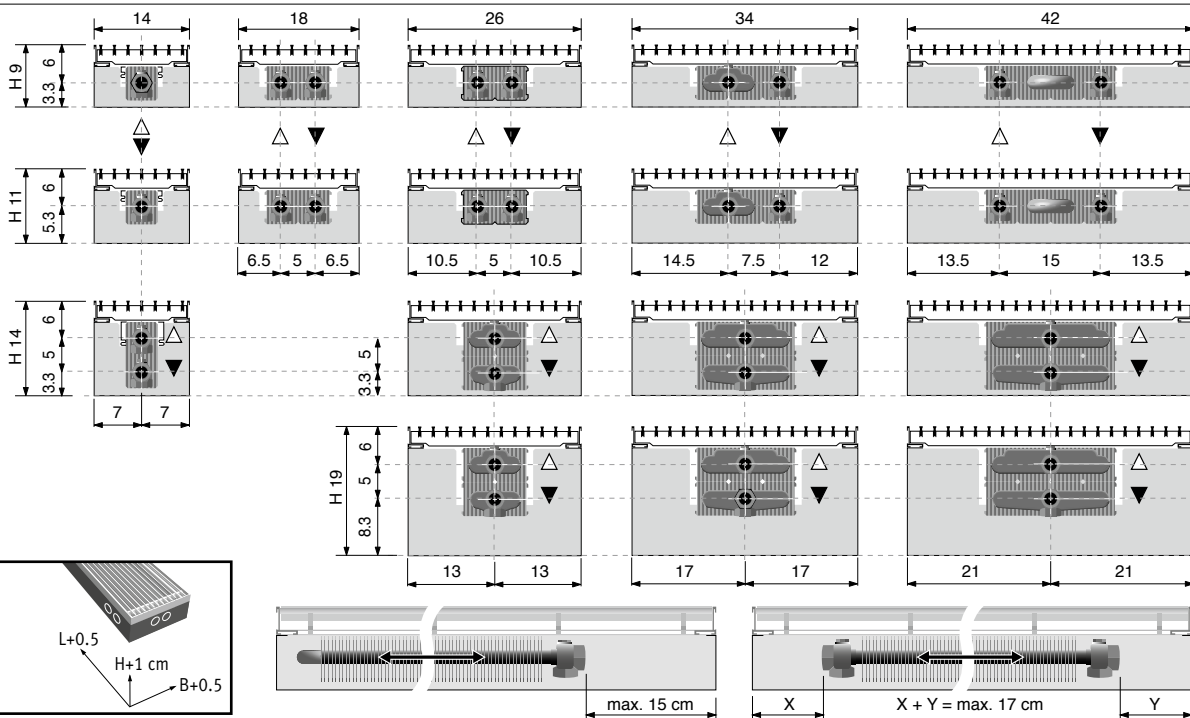 14 18 26 34 42
H 9 6 3.3
H 11 6 5.3
6.5 5 6.5 10.5 5 10.5 14.5 7.5 12 13.5 15 13.5
H 14 6 5 3.3 5 3.3
7 7
H 19 6 5 8.3
13 13 17 17 21 21
L+0.5
H+1 cm
B+0.5
max. 15 cm
X X + Y = max. 17 cm Y